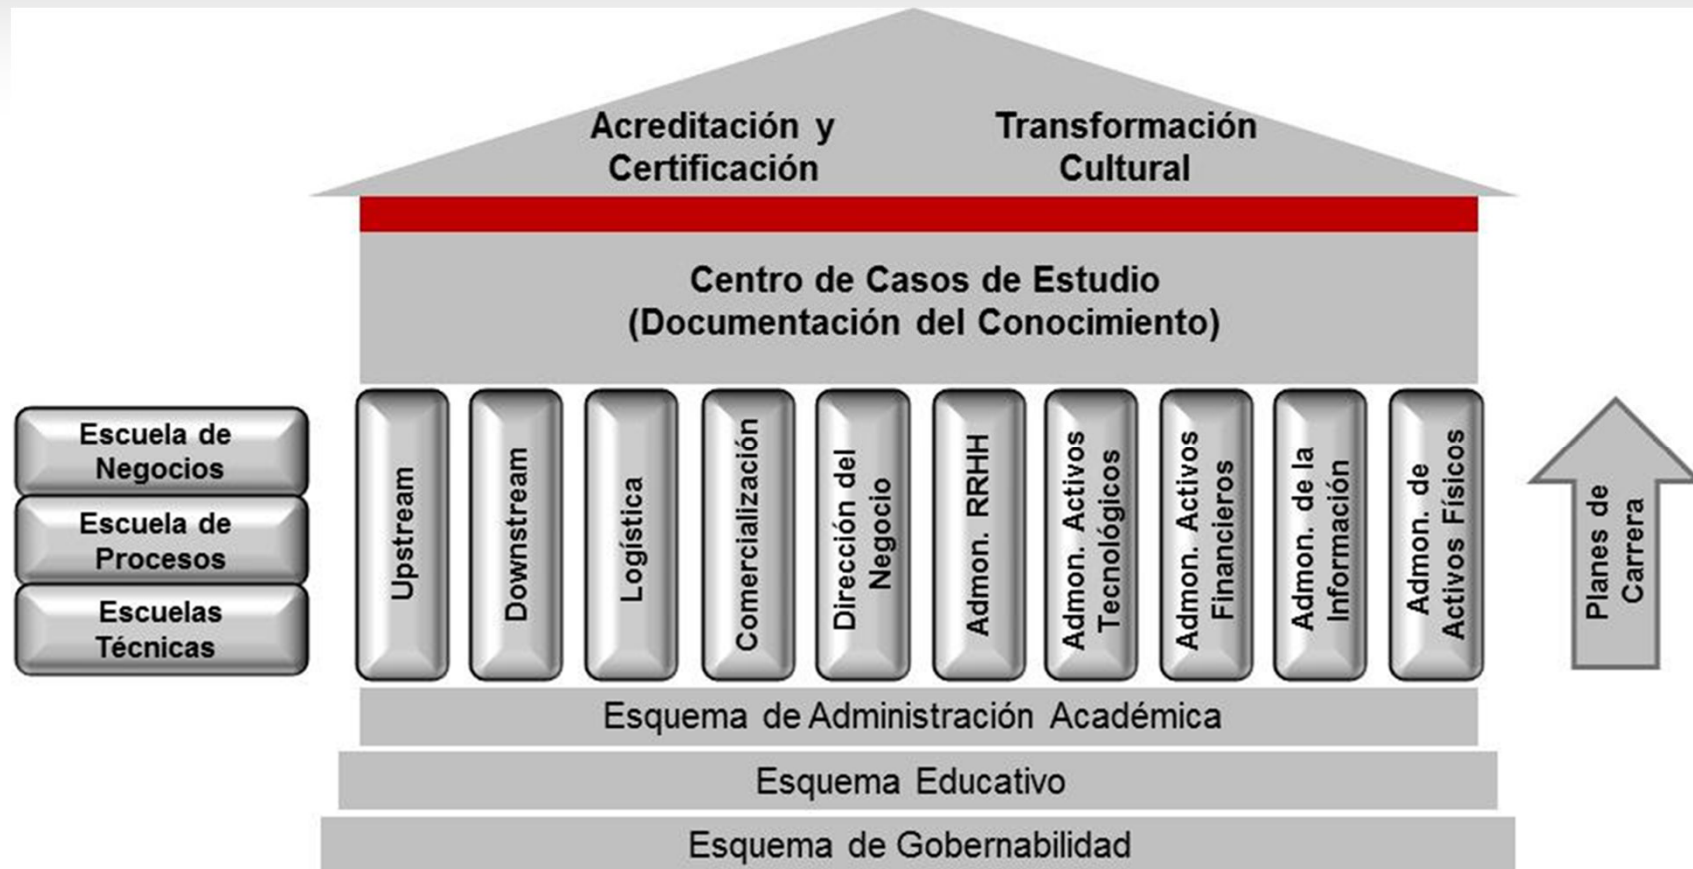 Acreditación y
Certificación
Transformación
Cultural
Centro de Casos de Estudio
(Documentación del Conocimiento)
Escuela de
Negocios
Escuela de
Procesos
Escuelas
Técnicas
Upstream
Downstream
Logística
Comercialización
Dirección del
Negocio
Admon. RRHH
Admon. Activos
Tecnológicos
Admon. Activos
Financieros
Admon. de la
Información
Admon. de
Activos Físicos
Planes de
Carrera
Esquema de Administración Académica
Esquema Educativo
Esquema de Gobernabilidad